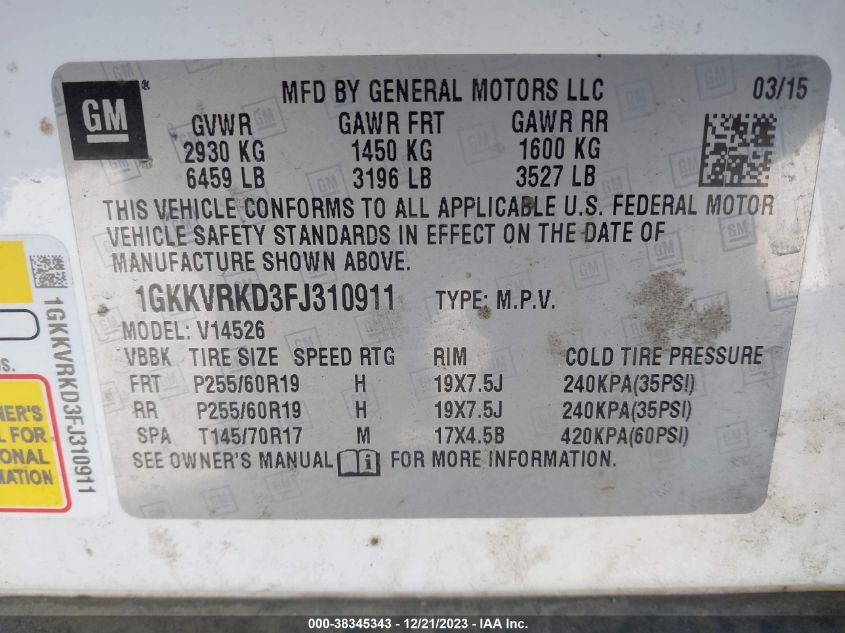 GM
MFD BY GENERAL MOTORS LLC
03/15
GVWR GAWR FRT GAWR RR
2930 KG 1450 KG 1600 KG
6459 LB 3196 LB 3527 LB
THIS VEHICLE CONFORMS TO ALL APPLICABLE U.S. FEDERAL MOTOR
VEHICLE SAFETY STANDARDS IN EFFECT ON THE DATE OF
MANUFACTURE SHOWN ABOVE.
1GKKVRKD3FJ310911 TYPE: M.P.V.
MODEL: V14526
VBBK TIRE SIZE SPEED RTG RIM COLD TIRE PRESSURE
FRT P255/60R19 H 19X7.5J 240KPA(35PSI)
RR P255/60R19 H 19X7.5J 240KPA(35PSI)
SPA T145/70R17 M 17X4.5B 420KPA(60PSI)
SEE OWNER'S MANUAL i FOR MORE INFORMATION.
1GKKVRKD3FJ310911
S.
NER'S
L FOR
ONAL
MATION
000-38345343 - 12/21/2023 - IAA Inc.